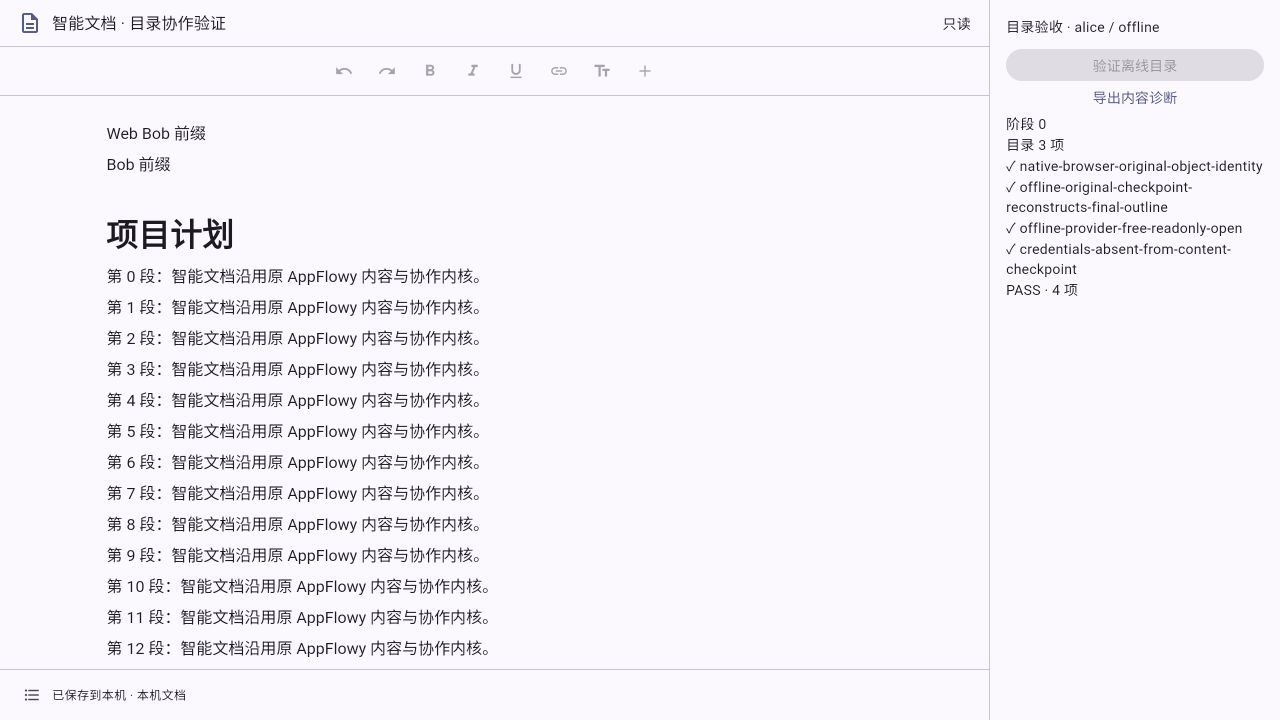 智能文档 · 目录协作验证
只读
Web Bob 前缀
Bob 前缀
项目计划
第 0 段：智能文档沿用原 AppFlowy 内容与协作内核。
第 1 段：智能文档沿用原 AppFlowy 内容与协作内核。
第 2 段：智能文档沿用原 AppFlowy 内容与协作内核。
第 3 段：智能文档沿用原 AppFlowy 内容与协作内核。
第 4 段：智能文档沿用原 AppFlowy 内容与协作内核。
第 5 段：智能文档沿用原 AppFlowy 内容与协作内核。
第 6 段：智能文档沿用原 AppFlowy 内容与协作内核。
第 7 段：智能文档沿用原 AppFlowy 内容与协作内核。
第 8 段：智能文档沿用原 AppFlowy 内容与协作内核。
第 9 段：智能文档沿用原 AppFlowy 内容与协作内核。
第 10 段：智能文档沿用原 AppFlowy 内容与协作内核。
第 11 段：智能文档沿用原 AppFlowy 内容与协作内核。
第 12 段：智能文档沿用原 AppFlowy 内容与协作内核。
已保存到本机 · 本机文档
目录验收 · alice / offline
验证离线目录
导出内容诊断
阶段 0
目录 3 项
✓ native-browser-original-object-identity
✓ offline-original-checkpoint-
reconstructs-final-outline
✓ offline-provider-free-readonly-open
✓ credentials-absent-from-content-
checkpoint
PASS · 4 项